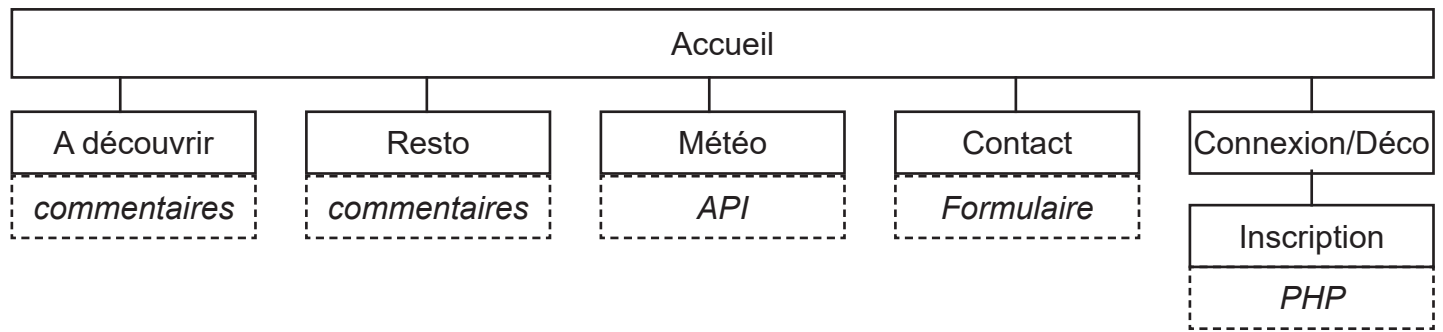 Accueil
A découvrir
Resto
Météo
Contact
Connexion/Déco
commentaires
commentaires
API
Formulaire
Inscription
PHP